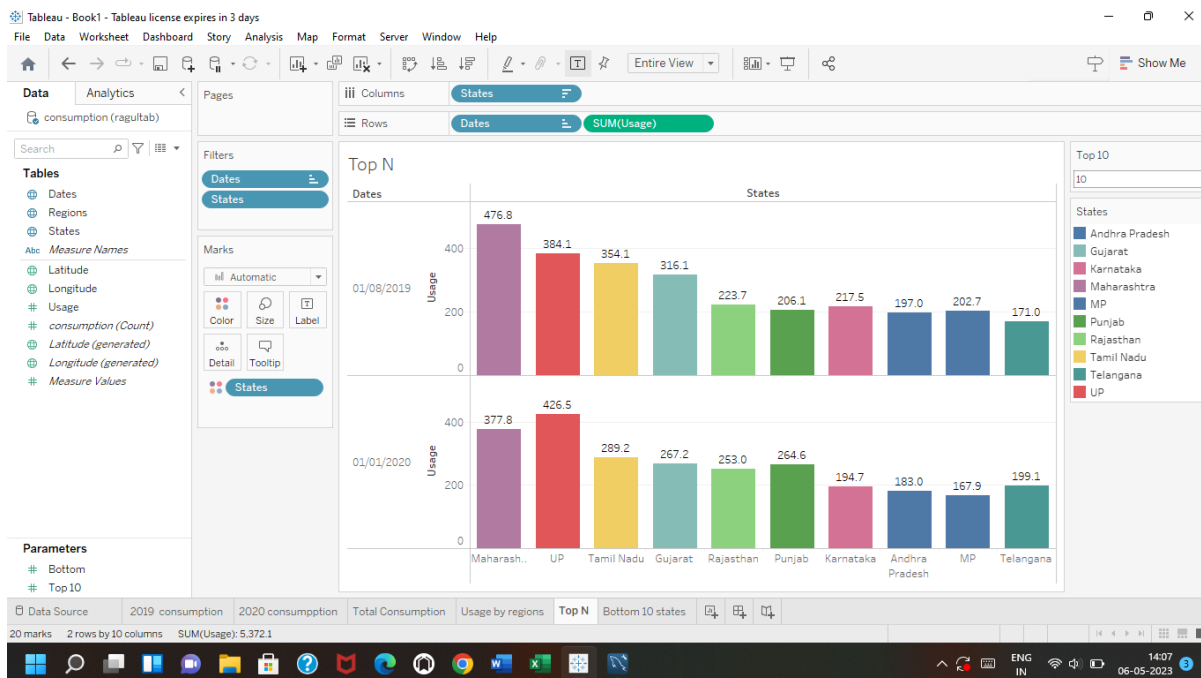 Tableau - Book1 - Tableau license expires in 3 days
File Data Worksheet Dashboard Story Analysis Map Format Server Window Help
Entire View
Show Me
Data Analytics
consumption (ragultab)
Search
Tables
Dates
Regions
States
Abc Measure Names
Latitude
Longitude
# Usage
# consumption (Count)
Latitude (generated)
Longitude (generated)
# Measure Values
Parameters
# Bottom
# Top 10
Pages
Filters
Dates
States
Marks
Automatic
Color Size Label
Detail Tooltip
States
Columns States
Rows Dates SUM(Usage)
Top N
Dates States
01/08/2019
Usage
400
200
0
476.8 384.1 354.1 316.1 223.7 206.1 217.5 197.0 202.7 171.0
01/01/2020
Usage
400
200
0
377.8 426.5 289.2 267.2 253.0 264.6 194.7 183.0 167.9 199.1
Maharash.. UP Tamil Nadu Gujarat Rajasthan Punjab Karnataka Andhra Pradesh MP Telangana
Top 10
10
States
Andhra Pradesh
Gujarat
Karnataka
Maharashtra
MP
Punjab
Rajasthan
Tamil Nadu
Telangana
UP
Data Source 2019 consumption 2020 consumpption Total Consumption Usage by regions Top N Bottom 10 states
20 marks 2 rows by 10 columns SUM(Usage): 5,372.1
ENG
IN
14:07
06-05-2023
3